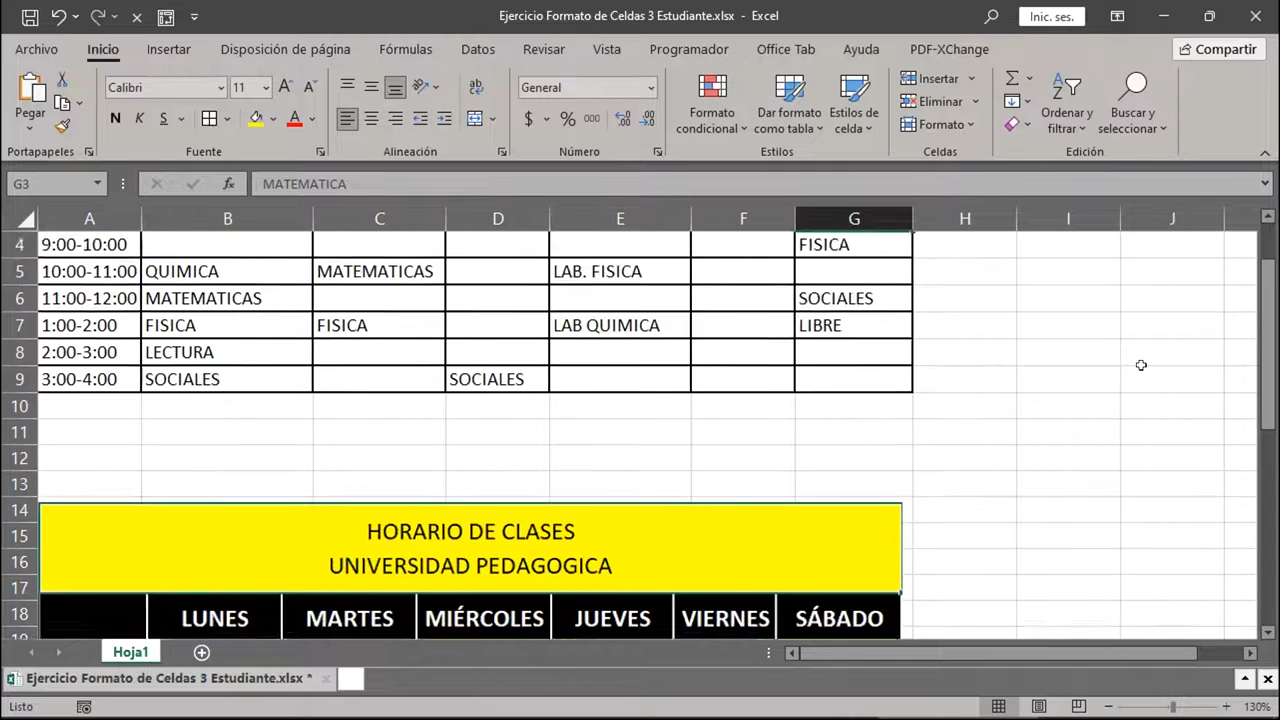 Ejercicio Formato de Celdas 3 Estudiante.xlsx - Excel
Inic. ses.
Archivo Inicio Insertar Disposición de página Fórmulas Datos Revisar Vista Programador Office Tab Ayuda PDF-XChange Compartir
Pegar
Portapapeles
Calibri 11
N K S
Fuente
Alineación
General
$ % 000
Número
Formato condicional
Dar formato como tabla
Estilos de celda
Estilos
Insertar
Eliminar
Formato
Celdas
Ordenar y filtrar
Buscar y seleccionar
Edición
G3 fx MATEMATICA
A B C D E F G H I J
4 9:00-10:00 FISICA
5 10:00-11:00 QUIMICA MATEMATICAS LAB. FISICA
6 11:00-12:00 MATEMATICAS SOCIALES
7 1:00-2:00 FISICA FISICA LAB QUIMICA LIBRE
8 2:00-3:00 LECTURA
9 3:00-4:00 SOCIALES SOCIALES
10
11
12
13
14
15 HORARIO DE CLASES
16 UNIVERSIDAD PEDAGOGICA
17
18 LUNES MARTES MIÉRCOLES JUEVES VIERNES SÁBADO
Hoja1
Ejercicio Formato de Celdas 3 Estudiante.xlsx *
Listo 130%